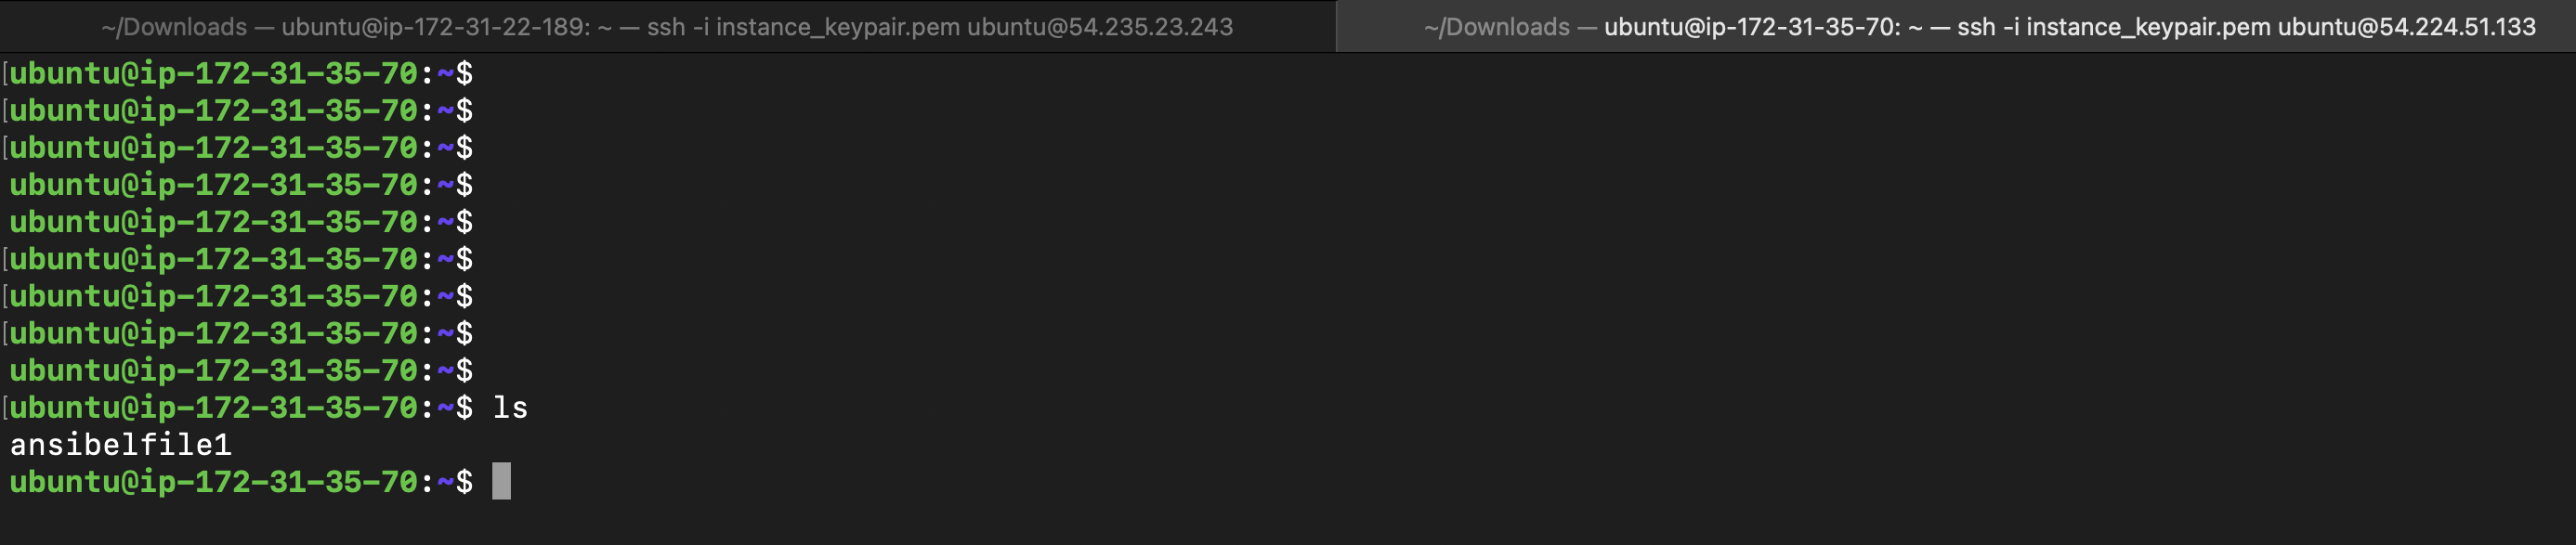 ~/Downloads — ubuntu@ip-172-31-22-189: ~ — ssh -i instance_keypair.pem ubuntu@54.235.23.243
~/Downloads — ubuntu@ip-172-31-35-70: ~ — ssh -i instance_keypair.pem ubuntu@54.224.51.133
[ubuntu@ip-172-31-35-70:~$
[ubuntu@ip-172-31-35-70:~$
[ubuntu@ip-172-31-35-70:~$
ubuntu@ip-172-31-35-70:~$
ubuntu@ip-172-31-35-70:~$
[ubuntu@ip-172-31-35-70:~$
[ubuntu@ip-172-31-35-70:~$
[ubuntu@ip-172-31-35-70:~$
ubuntu@ip-172-31-35-70:~$
[ubuntu@ip-172-31-35-70:~$ ls
ansibelfile1
ubuntu@ip-172-31-35-70:~$